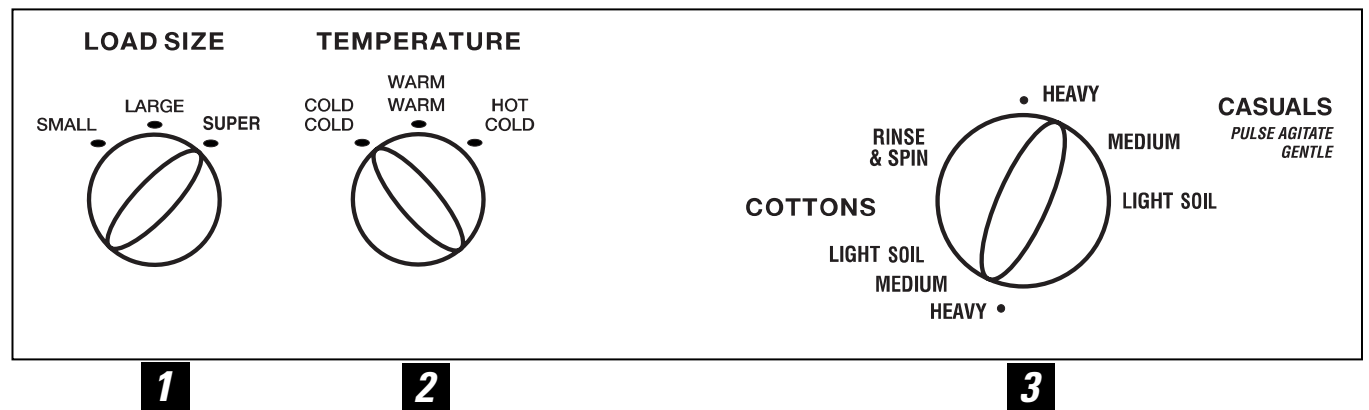 LOAD SIZE
SMALL
LARGE
SUPER
TEMPERATURE
COLD
COLD
WARM
WARM
HOT
COLD
HEAVY
MEDIUM
LIGHT SOIL
CASUALS
PULSE AGITATE
GENTLE
RINSE
& SPIN
COTTONS
LIGHT SOIL
MEDIUM
HEAVY
1
2
3